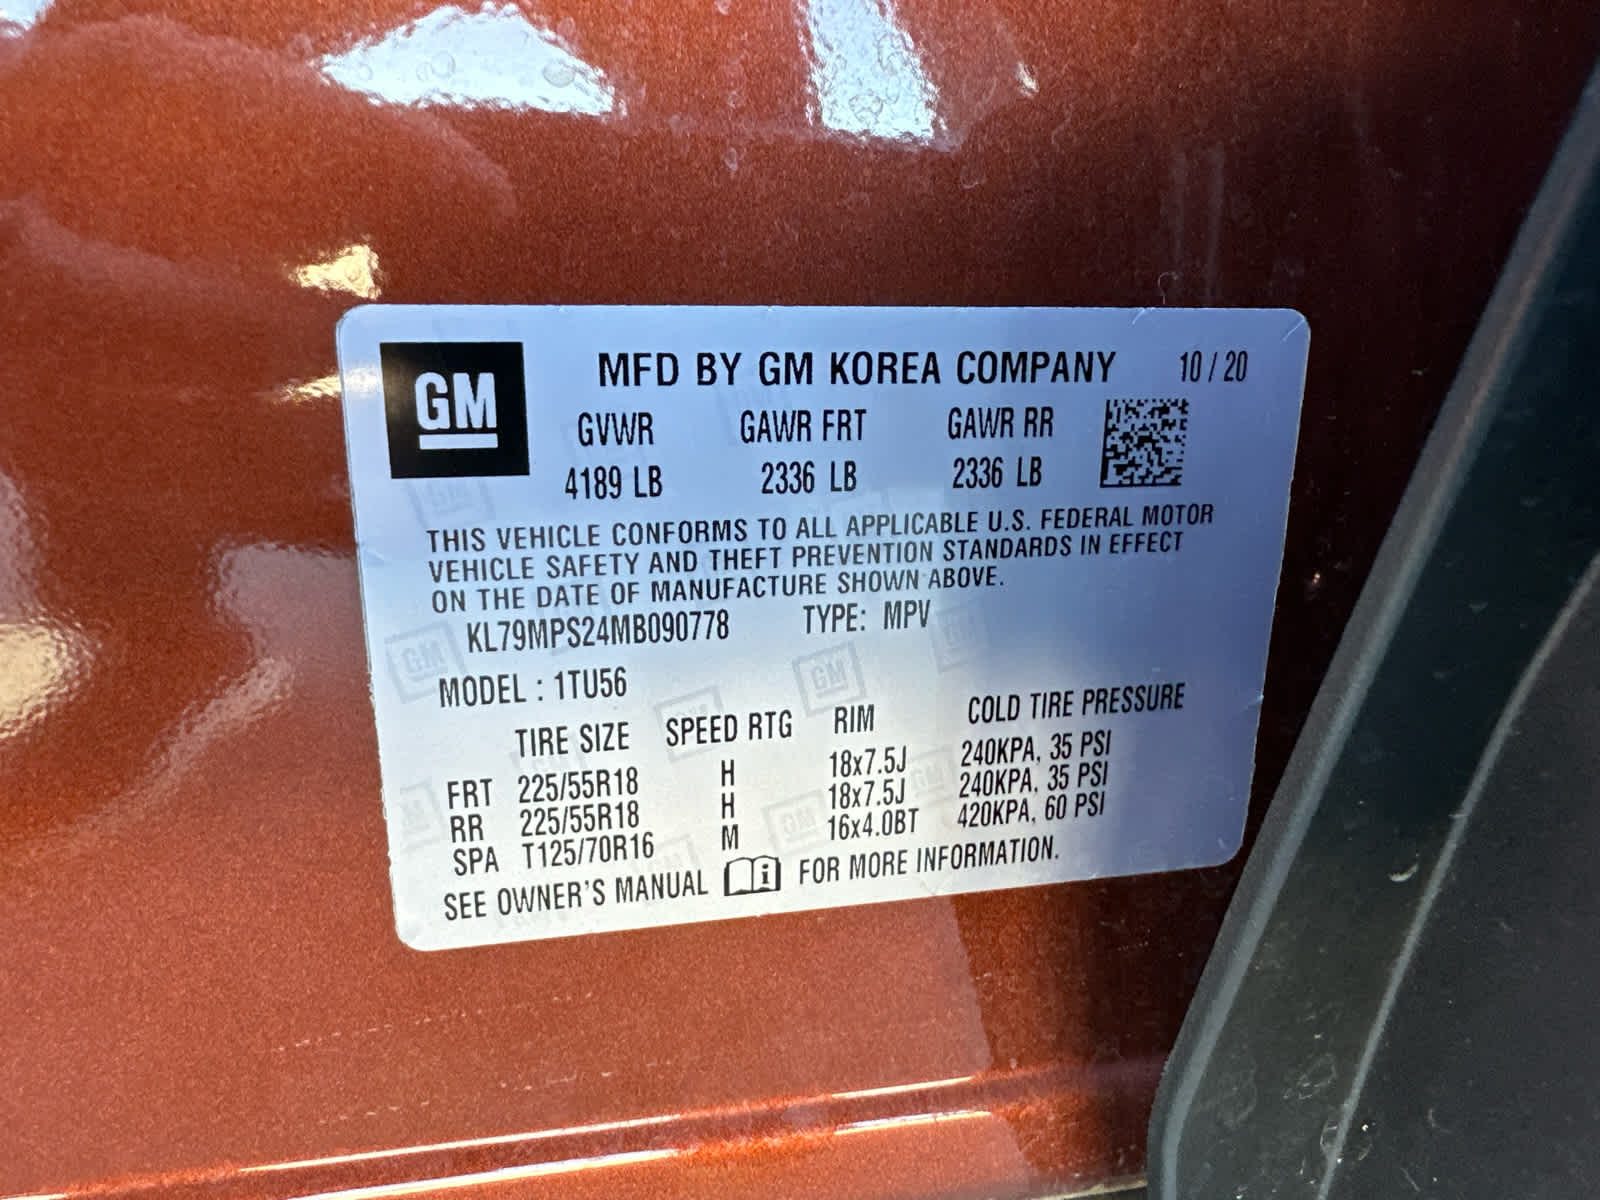 GM
MFD BY GM KOREA COMPANY 10 / 20
GVWR GAWR FRT GAWR RR
4189 LB 2336 LB 2336 LB
THIS VEHICLE CONFORMS TO ALL APPLICABLE U.S. FEDERAL MOTOR
VEHICLE SAFETY AND THEFT PREVENTION STANDARDS IN EFFECT
ON THE DATE OF MANUFACTURE SHOWN ABOVE.
KL79MPS24MB090778 TYPE: MPV
MODEL : 1TU56
TIRE SIZE SPEED RTG RIM COLD TIRE PRESSURE
FRT 225/55R18 H 18x7.5J 240KPA, 35 PSI
RR 225/55R18 H 18x7.5J 240KPA, 35 PSI
SPA T125/70R16 M 16x4.0BT 420KPA, 60 PSI
SEE OWNER'S MANUAL i FOR MORE INFORMATION.